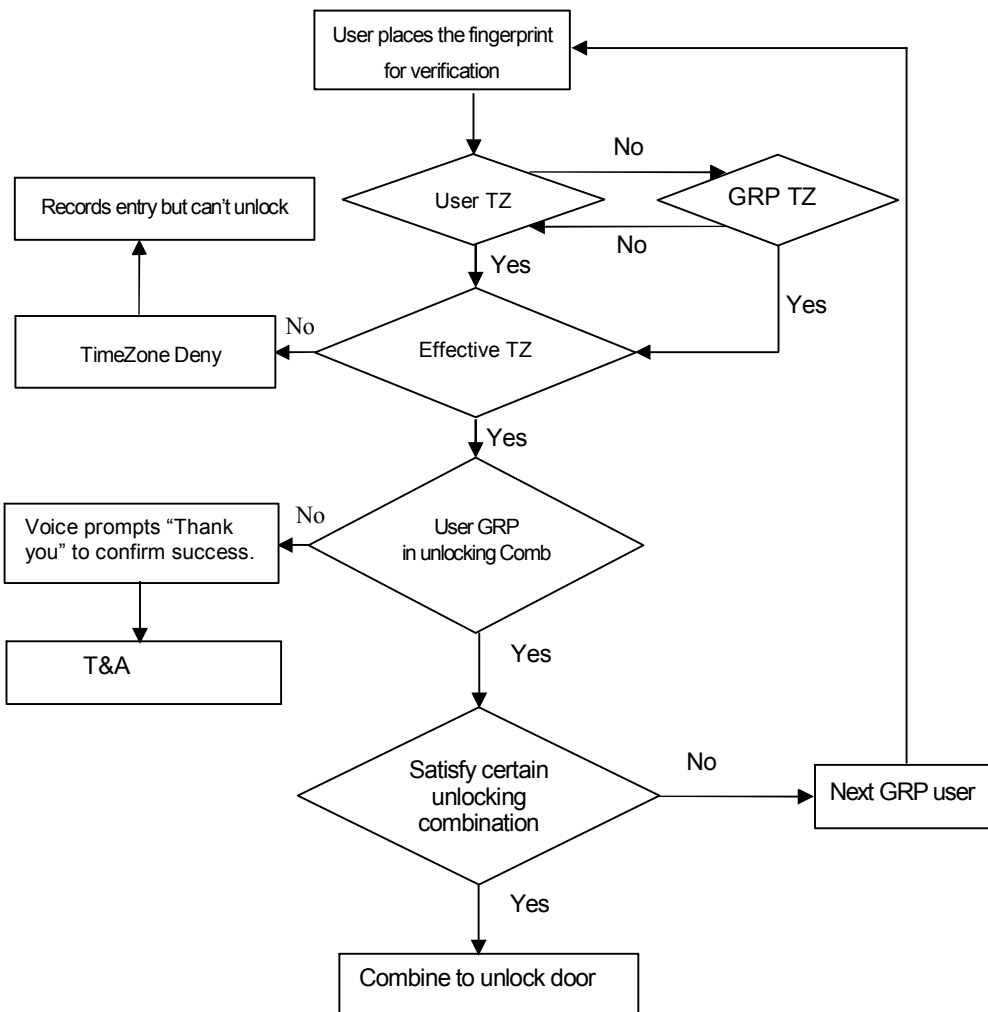 User places the fingerprint
for verification
No
User TZ
GRP TZ
Records entry but can't unlock
No
Yes
Yes
No
TimeZone Deny
Effective TZ
Yes
Voice prompts “Thank
you” to confirm success.
No
User GRP
in unlocking Comb
T&A
Yes
Satisfy certain
unlocking
combination
No
Next GRP user
Yes
Combine to unlock door